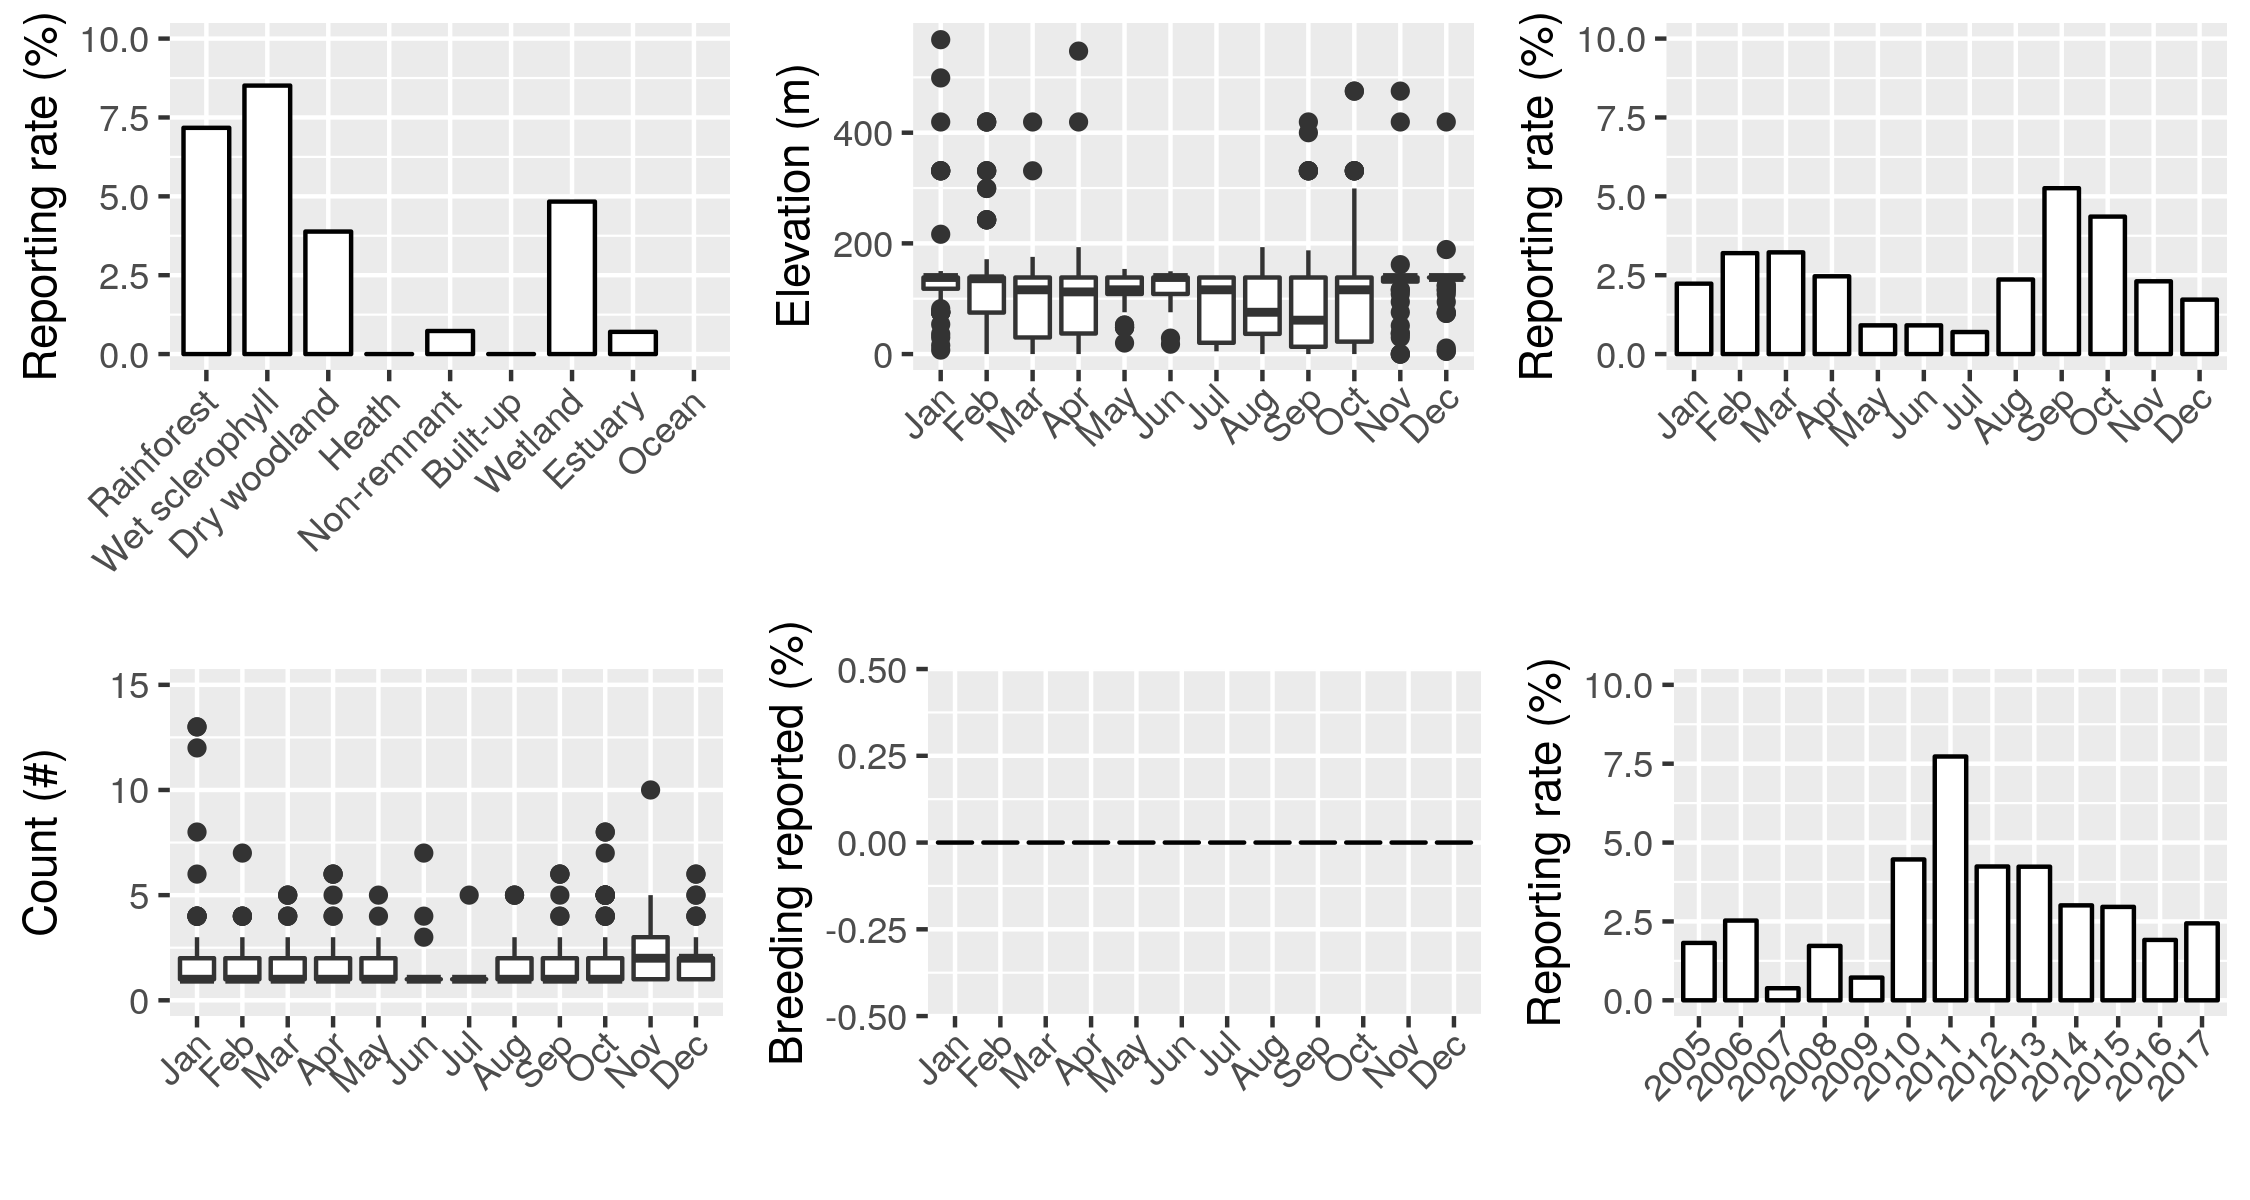 Reporting rate (%)
10.0
7.5
5.0
2.5
0.0
Rainforest
Wet sclerophyll
Dry woodland
Heath
Non-remnant
Built-up
Wetland
Estuary
Ocean
Elevation (m)
400
200
0
Jan
Feb
Mar
Apr
May
Jun
Jul
Aug
Sep
Oct
Nov
Dec
Reporting rate (%)
10.0
7.5
5.0
2.5
0.0
Jan
Feb
Mar
Apr
May
Jun
Jul
Aug
Sep
Oct
Nov
Dec
Count (#)
15
10
5
0
Jan
Feb
Mar
Apr
May
Jun
Jul
Aug
Sep
Oct
Nov
Dec
Breeding reported (%)
0.50
0.25
0.00
-0.25
-0.50
Jan
Feb
Mar
Apr
May
Jun
Jul
Aug
Sep
Oct
Nov
Dec
Reporting rate (%)
10.0
7.5
5.0
2.5
0.0
2005
2006
2007
2008
2009
2010
2011
2012
2013
2014
2015
2016
2017